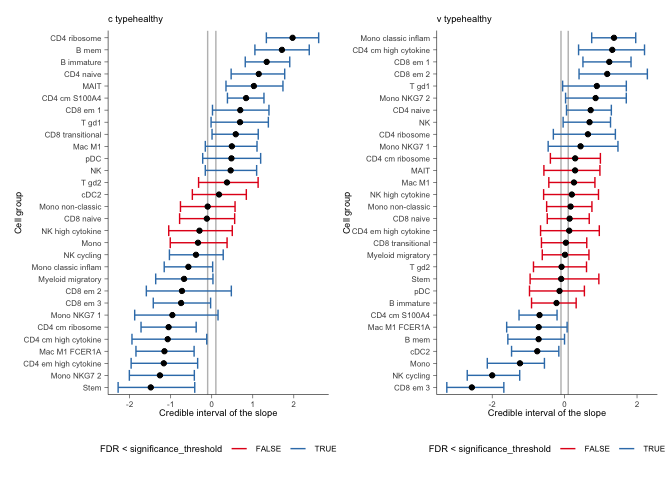 c typehealthy
CD4 ribosome
B mem
B immature
CD4 naive
MAIT
CD4 cm S100A4
CD8 em 1
T gd1
CD8 transitional
Mac M1
pDC
NK
T gd2
cDC2
Mono non-classic
CD8 naive
NK high cytokine
Mono
NK cycling
Mono classic inflam
Myeloid migratory
CD8 em 2
CD8 em 3
Mono NKG7 1
CD4 cm ribosome
CD4 cm high cytokine
Mac M1 FCER1A
CD4 em high cytokine
Mono NKG7 2
Stem
Cell group
-2 -1 0 1 2
Credible interval of the slope
FDR < significance_threshold FALSE TRUE
v typehealthy
Mono classic inflam
CD4 cm high cytokine
CD8 em 1
CD8 em 2
T gd1
Mono NKG7 2
CD4 naive
NK
CD4 ribosome
Mono NKG7 1
CD4 cm ribosome
MAIT
Mac M1
NK high cytokine
Mono non-classic
CD8 naive
CD4 em high cytokine
CD8 transitional
Myeloid migratory
T gd2
Stem
pDC
B immature
CD4 cm S100A4
Mac M1 FCER1A
B mem
cDC2
Mono
NK cycling
CD8 em 3
Cell group
-2 0 2
Credible interval of the slope
FDR < significance_threshold FALSE TRUE